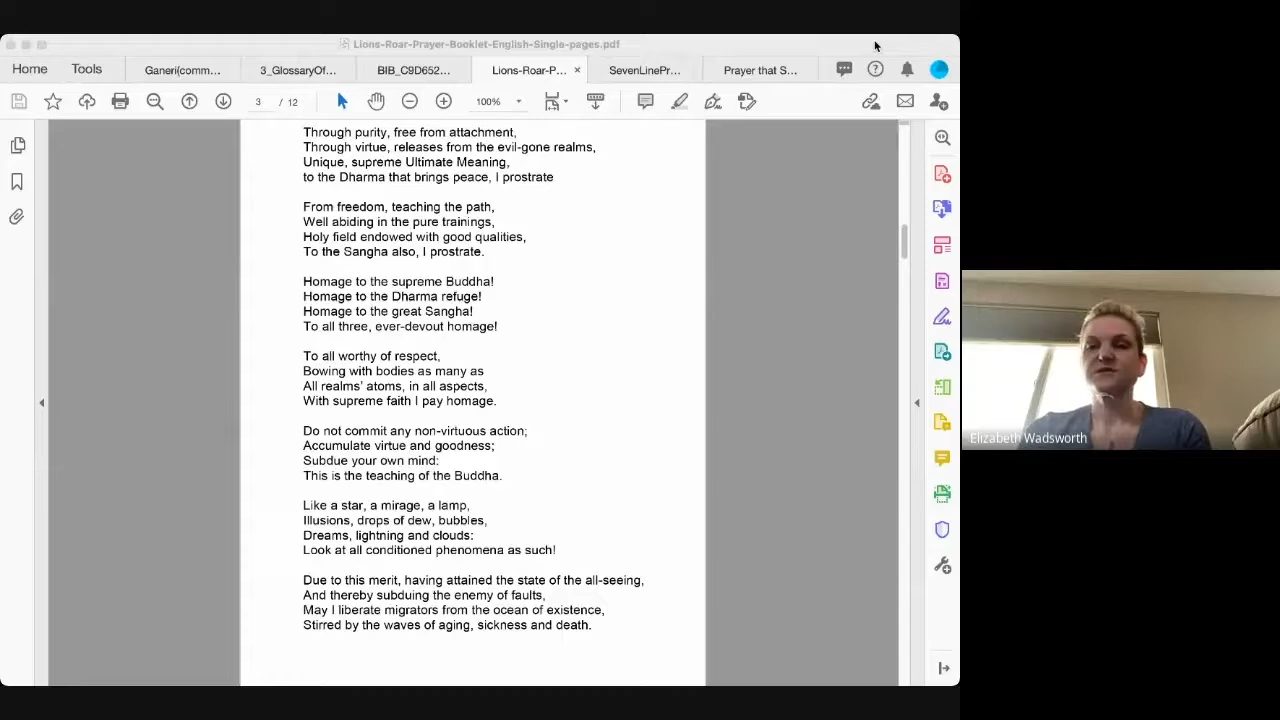 Lions-Roar-Prayer-Booklet-English-Single-pages.pdf
Home
Tools
Ganeri(comm...
3_GlossaryOf...
BIB_C9D652...
Lions-Roar-P... ×
SevenLinePr...
Prayer that S...
3 / 12
100%
Through purity, free from attachment,
Through virtue, releases from the evil-gone realms,
Unique, supreme Ultimate Meaning,
to the Dharma that brings peace, I prostrate
From freedom, teaching the path,
Well abiding in the pure trainings,
Holy field endowed with good qualities,
To the Sangha also, I prostrate.
Homage to the supreme Buddha!
Homage to the Dharma refuge!
Homage to the great Sangha!
To all three, ever-devout homage!
To all worthy of respect,
Bowing with bodies as many as
All realms' atoms, in all aspects,
With supreme faith I pay homage.
Do not commit any non-virtuous action;
Accumulate virtue and goodness;
Subdue your own mind:
This is the teaching of the Buddha.
Like a star, a mirage, a lamp,
Illusions, drops of dew, bubbles,
Dreams, lightning and clouds:
Look at all conditioned phenomena as such!
Due to this merit, having attained the state of the all-seeing,
And thereby subduing the enemy of faults,
May I liberate migrators from the ocean of existence,
Stirred by the waves of aging, sickness and death.
Elizabeth Wadsworth